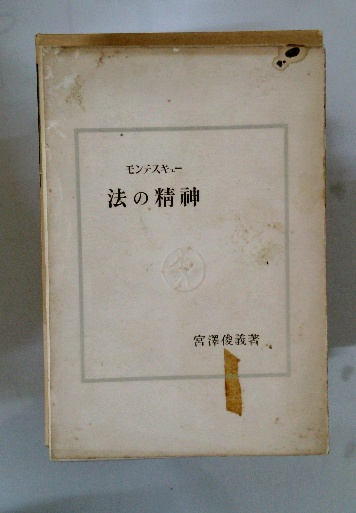 モンテスキュー
法の精神
宮澤俊義著